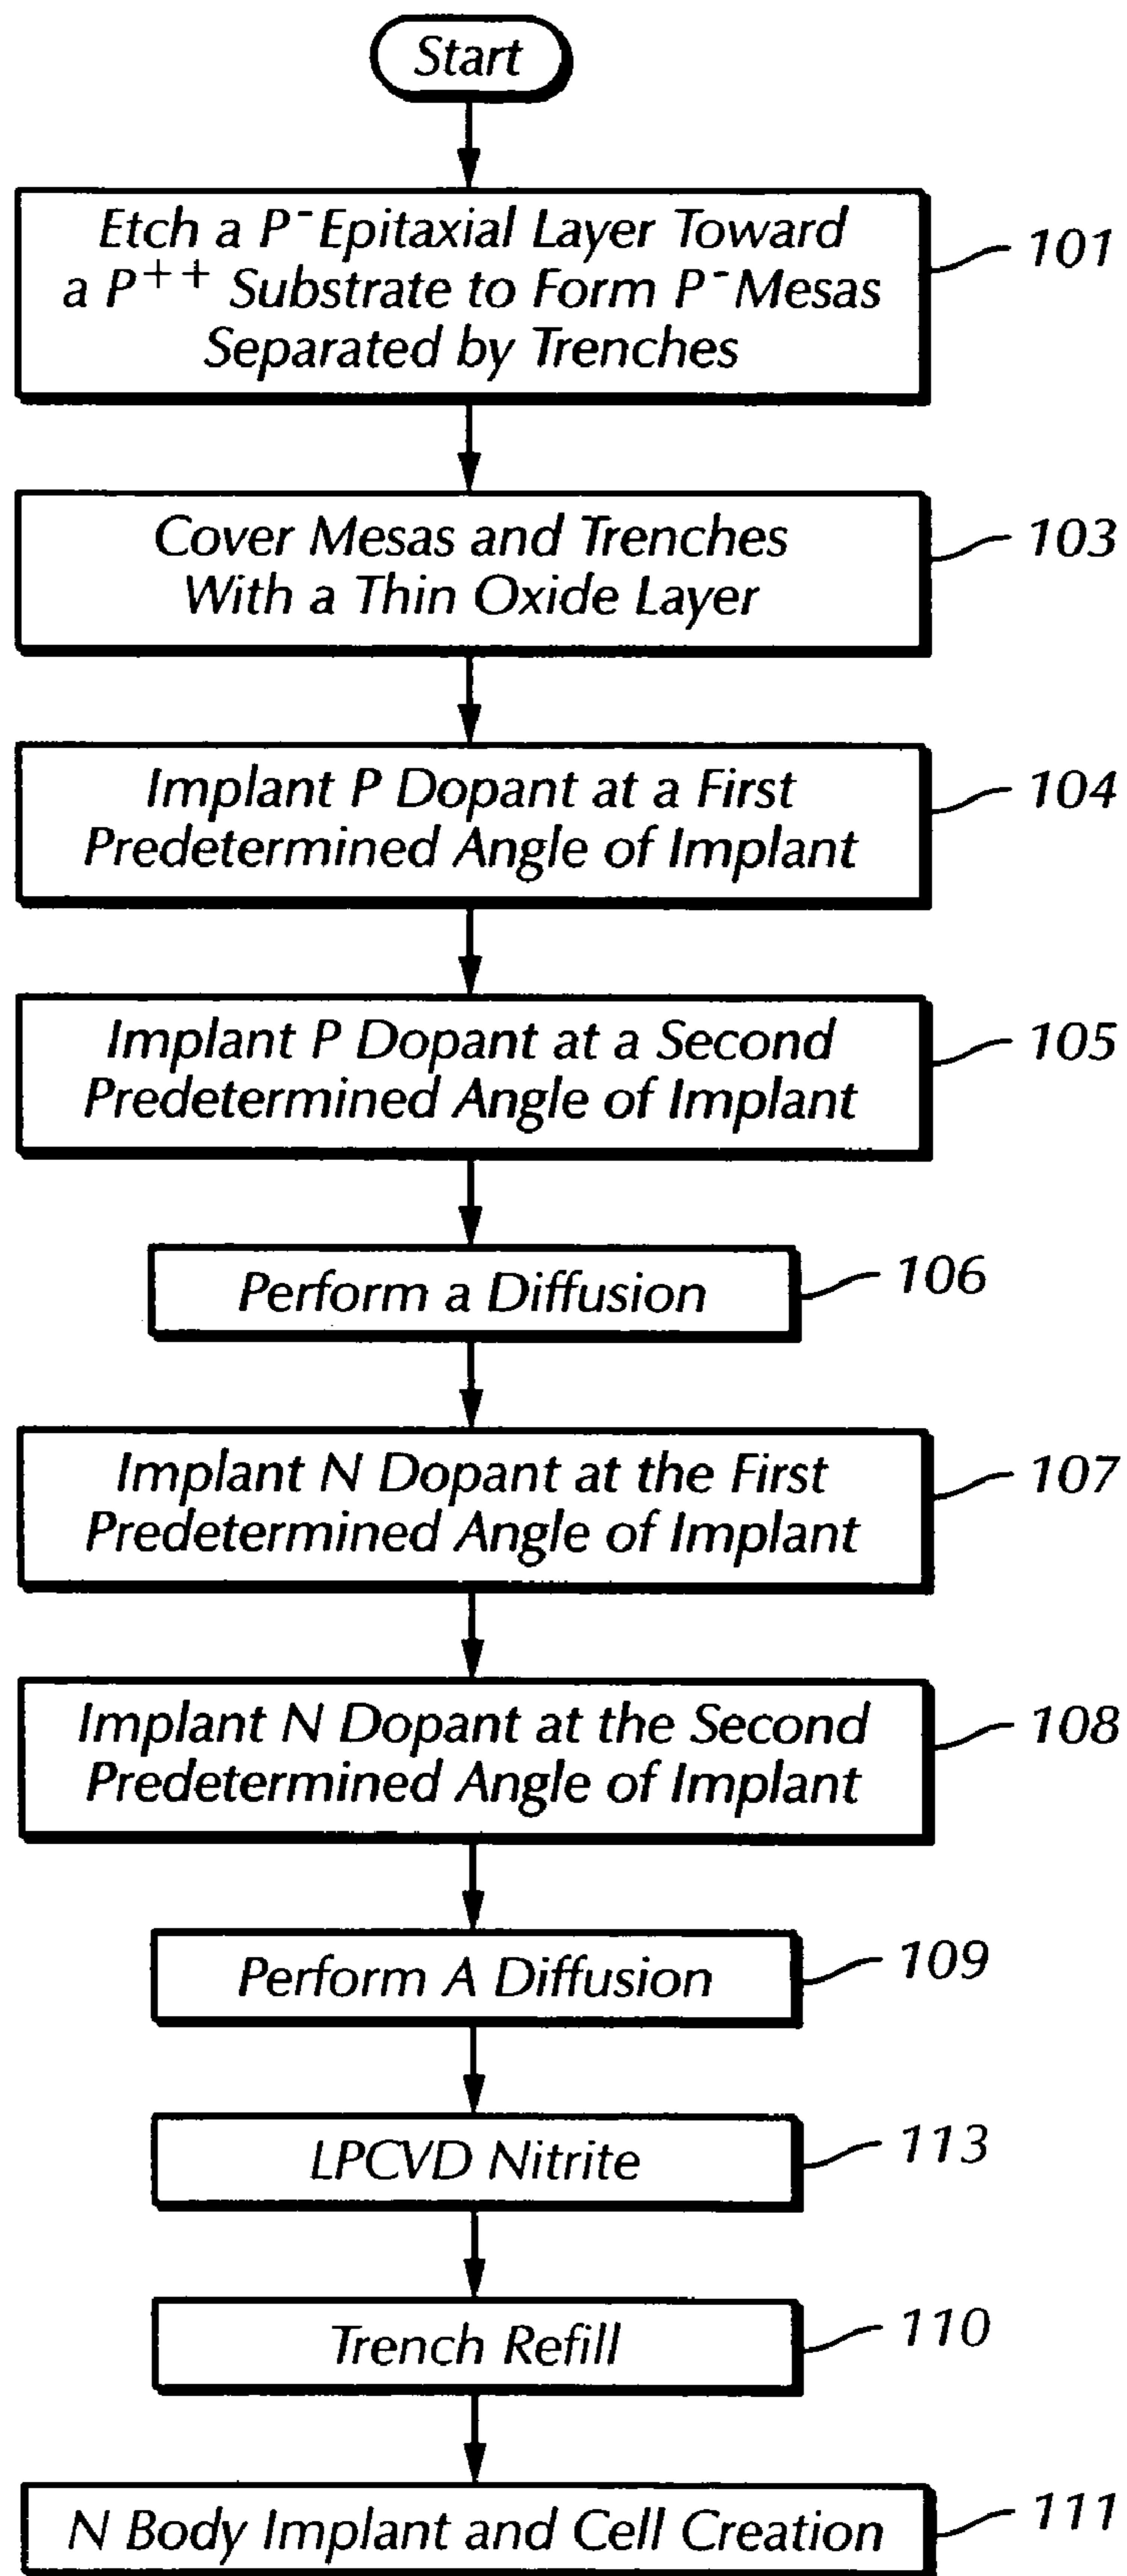 Start
Etch a P⁻ Epitaxial Layer Toward
a P⁺⁺ Substrate to Form P⁻ Mesas
Separated by Trenches
101
Cover Mesas and Trenches
With a Thin Oxide Layer
103
Implant P Dopant at a First
Predetermined Angle of Implant
104
Implant P Dopant at a Second
Predetermined Angle of Implant
105
Perform a Diffusion
106
Implant N Dopant at the First
Predetermined Angle of Implant
107
Implant N Dopant at the Second
Predetermined Angle of Implant
108
Perform A Diffusion
109
LPCVD Nitrite
113
Trench Refill
110
N Body Implant and Cell Creation
111